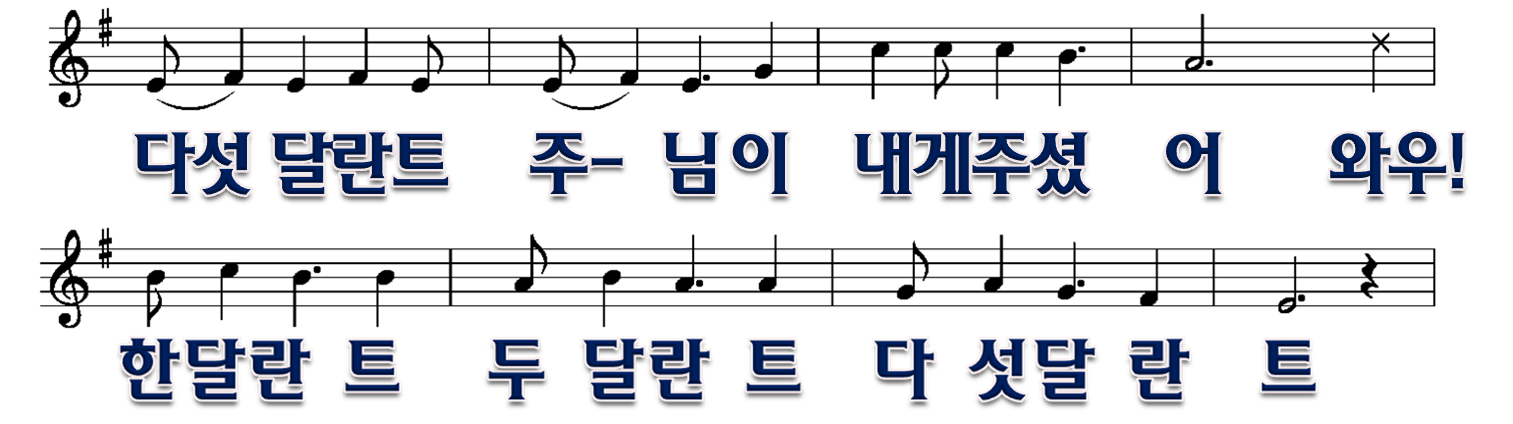 다섯 달란트 주- 님이 내게주셨 어 와우!
한달란 트 두 달란 트 다 섯달 란 트